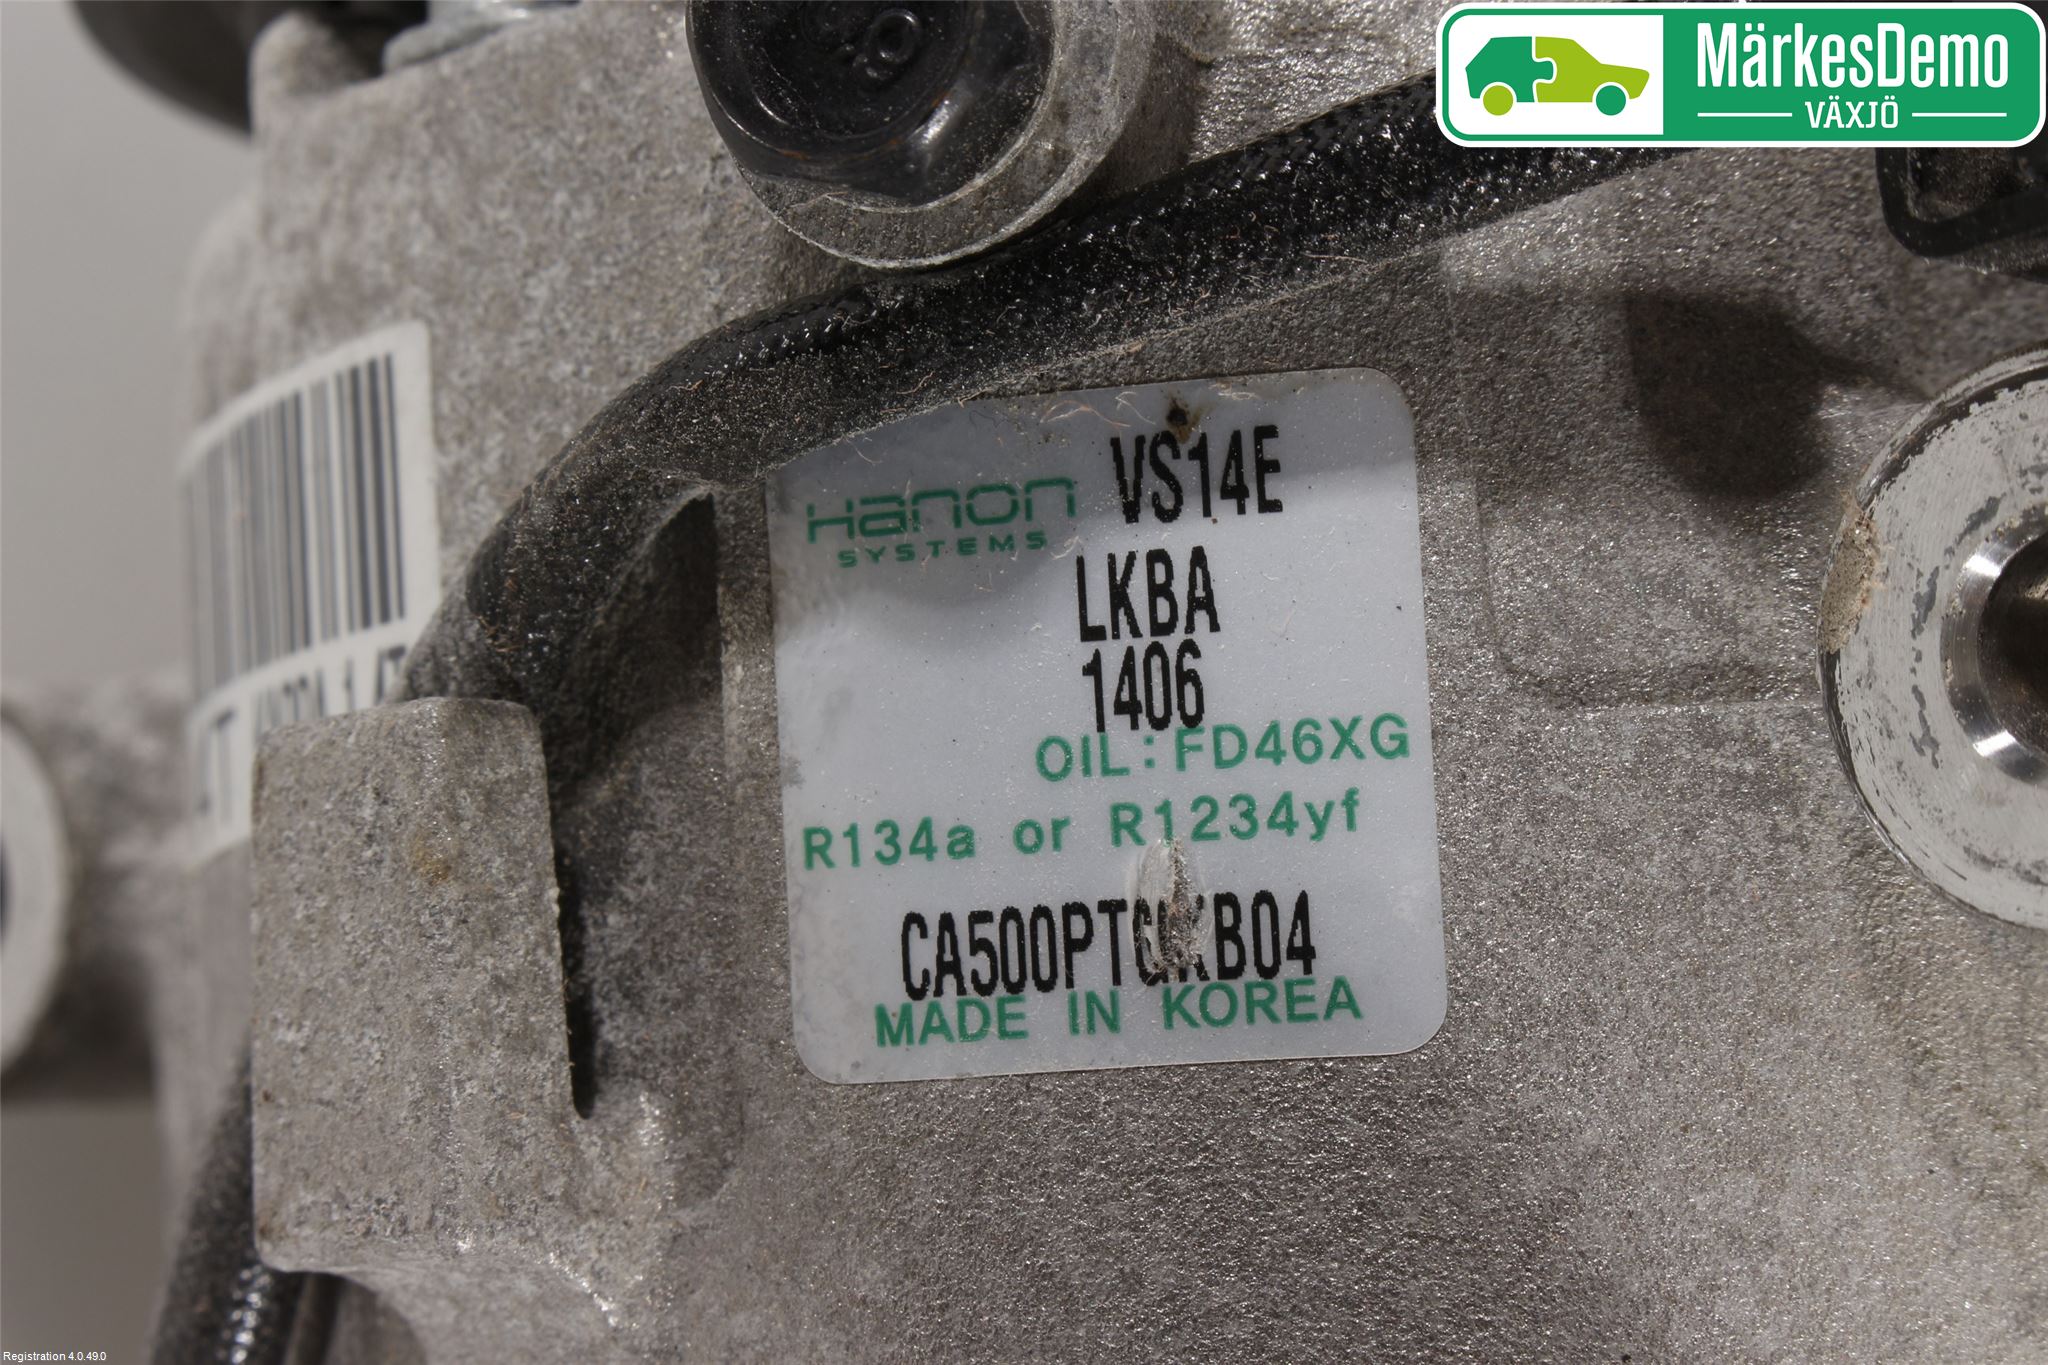 MärkesDemo
VÄXJÖ
Hanon VS14E
SYSTEMS
LKBA
1406
OIL:FD46XG
R134a or R1234yf
CA500PTGKB04
MADE IN KOREA
Registration 4.0.49.0